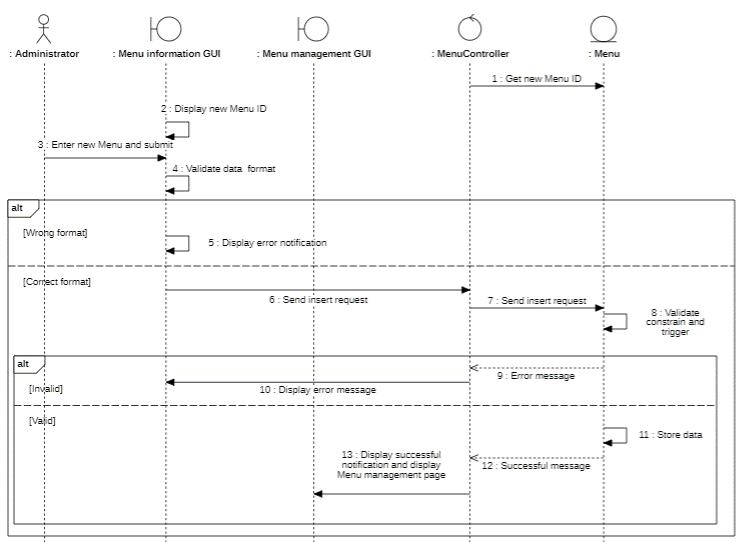 : Administrator
: Menu information GUI
: Menu management GUI
: MenuController
: Menu
1 : Get new Menu ID
2 : Display new Menu ID
3 : Enter new Menu and submit
4 : Validate data format
alt
[Wrong format]
5 : Display error notification
[Correct format]
6 : Send insert request
7 : Send insert request
8 : Validate
constrain and
trigger
alt
9 : Error message
[Invalid]
10 : Display error message
[Valid]
11 : Store data
12 : Successful message
13 : Display successful
notification and display
Menu management page